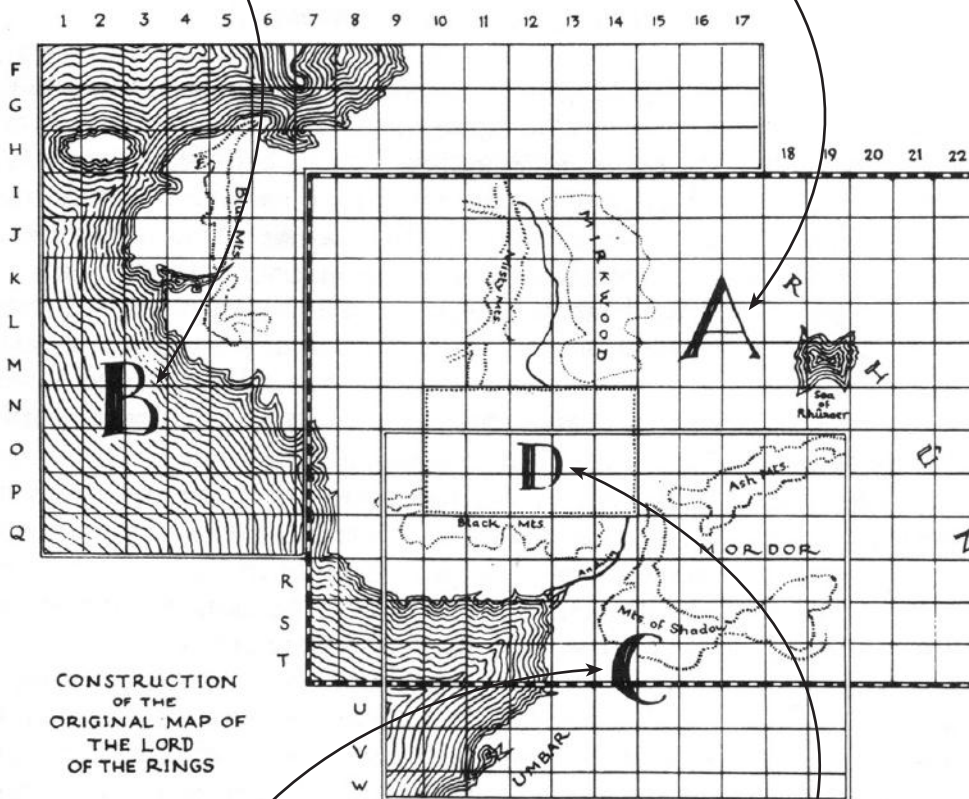 1 2 3 4 5 6 7 8 9 10 11 12 13 14 15 16 17
F
G
H
18 19 20 21 22
I
J
K
L
M
N
O
P
Q
R
S
T
U
V
W
Blue Mts
Misty Mts
MIRKWOOD
A
R
H
U
N
B
Sea
of
Rhûnaer
D
Ash Mts.
Black Mts
MORDOR
Anduin
Mts of Shadow
C
UMBAR
CONSTRUCTION
OF THE
ORIGINAL MAP OF
THE LORD
OF THE RINGS